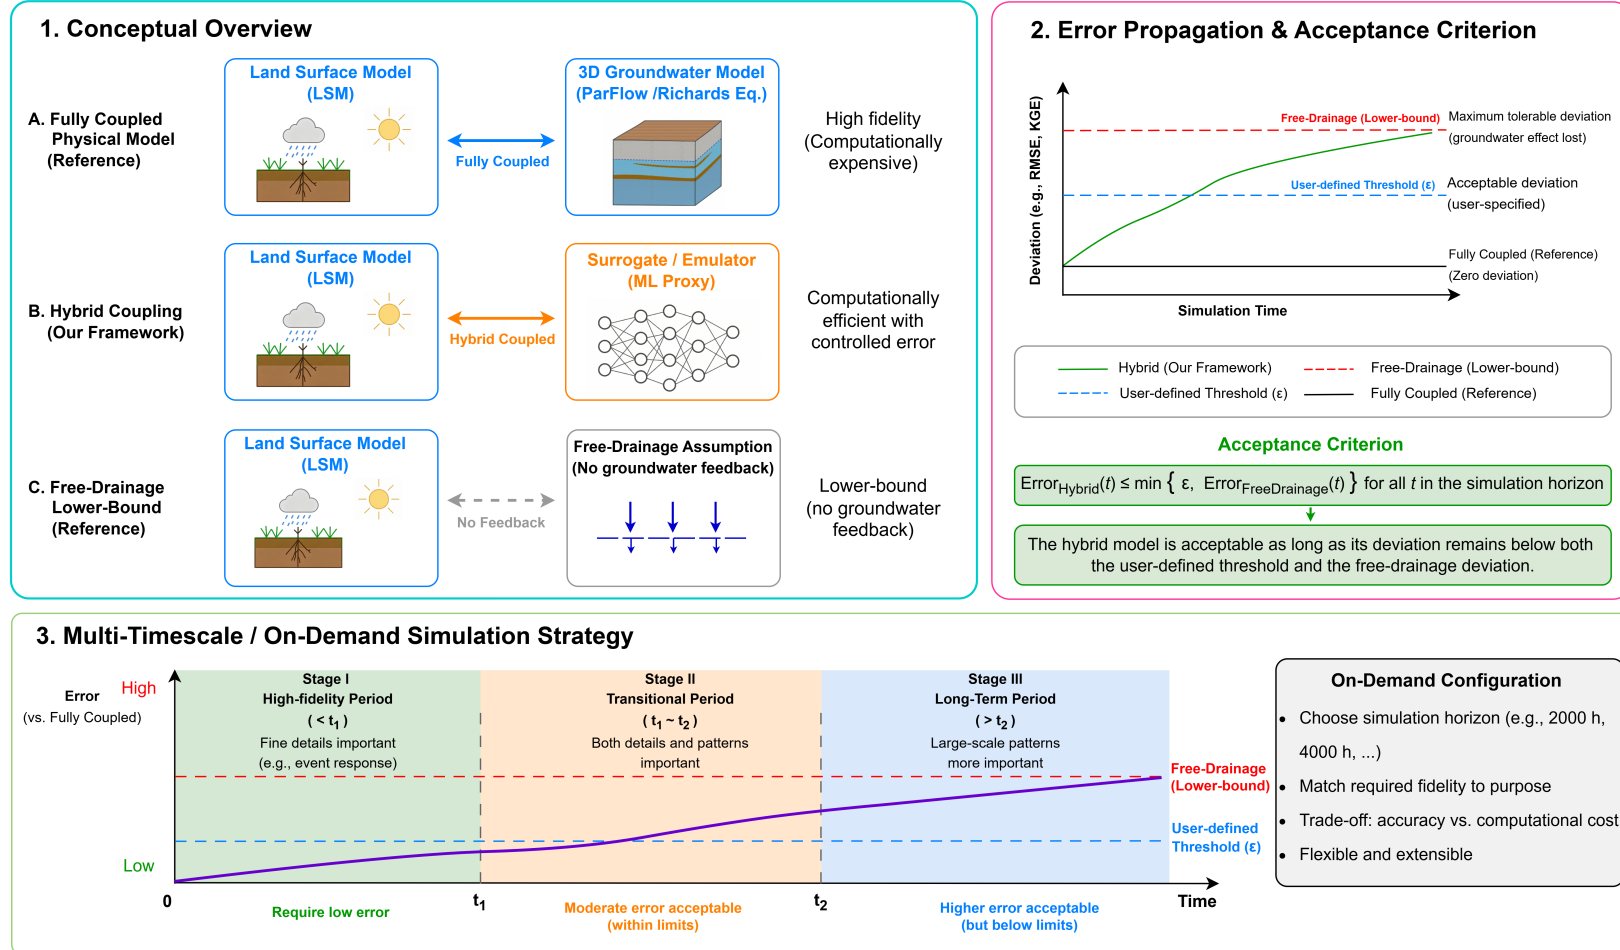 1. Conceptual Overview
A. Fully Coupled
Physical Model
(Reference)
Land Surface Model
(LSM)
Fully Coupled
3D Groundwater Model
(ParFlow /Richards Eq.)
High fidelity
(Computationally
expensive)
B. Hybrid Coupling
(Our Framework)
Land Surface Model
(LSM)
Hybrid Coupled
Surrogate / Emulator
(ML Proxy)
Computationally
efficient with
controlled error
C. Free-Drainage
Lower-Bound
(Reference)
Land Surface Model
(LSM)
No Feedback
Free-Drainage Assumption
(No groundwater feedback)
Lower-bound
(no groundwater
feedback)
2. Error Propagation & Acceptance Criterion
Deviation (e.g., RMSE, KGE)
Free-Drainage (Lower-bound)
Maximum tolerable deviation
(groundwater effect lost)
User-defined Threshold (ε)
Acceptable deviation
(user-specified)
Fully Coupled (Reference)
(Zero deviation)
Simulation Time
Hybrid (Our Framework)
Free-Drainage (Lower-bound)
User-defined Threshold (ε)
Fully Coupled (Reference)
Acceptance Criterion
Error_Hybrid(t) ≤ min { ε, Error_FreeDrainage(t) } for all t in the simulation horizon
The hybrid model is acceptable as long as its deviation remains below both
the user-defined threshold and the free-drainage deviation.
3. Multi-Timescale / On-Demand Simulation Strategy
Error
(vs. Fully Coupled)
High
Low
Stage I
High-fidelity Period
( < t₁ )
Fine details important
(e.g., event response)
Stage II
Transitional Period
( t₁ ~ t₂ )
Both details and patterns
important
Stage III
Long-Term Period
( > t₂ )
Large-scale patterns
more important
Free-Drainage
(Lower-bound)
User-defined
Threshold (ε)
0
t₁
t₂
Time
Require low error
Moderate error acceptable
(within limits)
Higher error acceptable
(but below limits)
On-Demand Configuration
• Choose simulation horizon (e.g., 2000 h,
4000 h, ...)
• Match required fidelity to purpose
• Trade-off: accuracy vs. computational cost
• Flexible and extensible